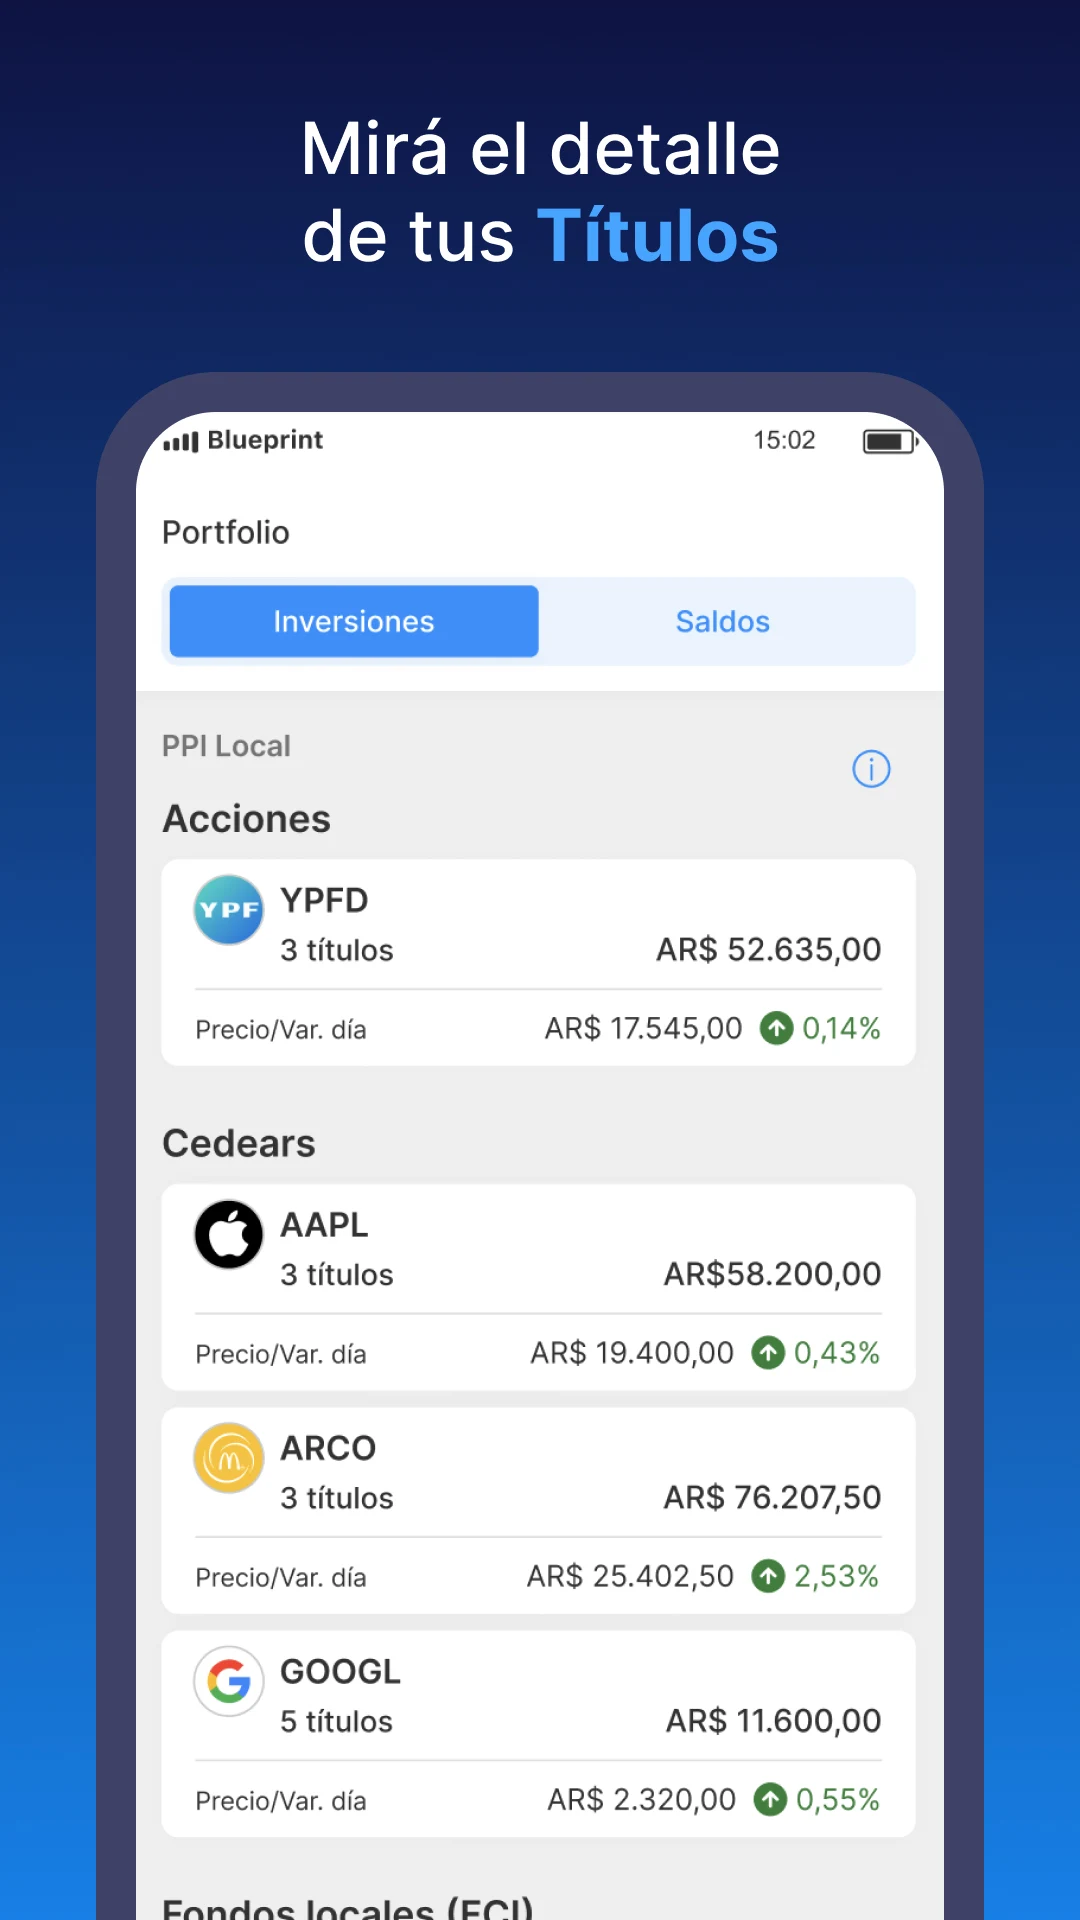 Mirá el detalle
de tus Títulos
Blueprint 15:02
Portfolio
Inversiones Saldos
PPI Local
Acciones
YPF YPFD
3 títulos AR$ 52.635,00
Precio/Var. día AR$ 17.545,00 0,14%
Cedears
AAPL
3 títulos AR$58.200,00
Precio/Var. día AR$ 19.400,00 0,43%
ARCO
3 títulos AR$ 76.207,50
Precio/Var. día AR$ 25.402,50 2,53%
GOOGL
5 títulos AR$ 11.600,00
Precio/Var. día AR$ 2.320,00 0,55%
Fondos locales (FCI)